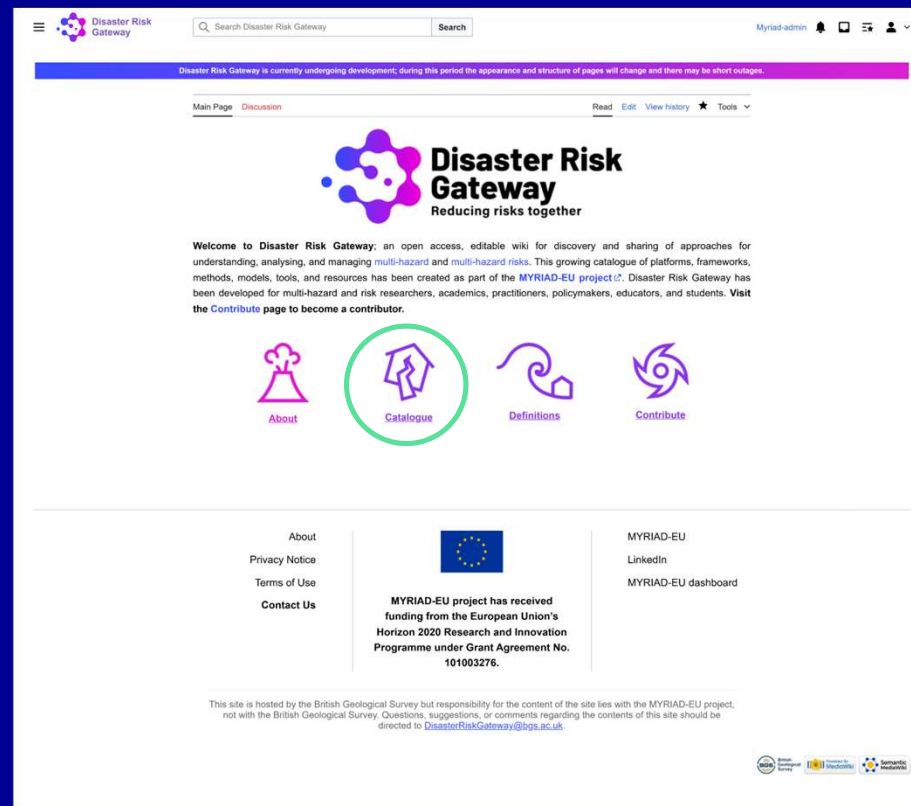 Disaster Risk
Gateway
Search Disaster Risk Gateway
Search
Myriad-admin
Disaster Risk Gateway is currently undergoing development; during this period the appearance and structure of pages will change and there may be short outages.
Main Page Discussion
Read Edit View history Tools
Disaster Risk
Gateway
Reducing risks together
Welcome to Disaster Risk Gateway; an open access, editable wiki for discovery and sharing of approaches for
understanding, analysing, and managing multi-hazard and multi-hazard risks. This growing catalogue of platforms, frameworks,
methods, models, tools, and resources has been created as part of the MYRIAD-EU project. Disaster Risk Gateway has
been developed for multi-hazard and risk researchers, academics, practitioners, policymakers, educators, and students. Visit
the Contribute page to become a contributor.
About
Catalogue
Definitions
Contribute
About
Privacy Notice
Terms of Use
Contact Us
MYRIAD-EU project has received
funding from the European Union's
Horizon 2020 Research and Innovation
Programme under Grant Agreement No.
101003276.
MYRIAD-EU
LinkedIn
MYRIAD-EU dashboard
This site is hosted by the British Geological Survey but responsibility for the content of the site lies with the MYRIAD-EU project,
not with the British Geological Survey. Questions, suggestions, or comments regarding the contents of this site should be
directed to DisasterRiskGateway@bgs.ac.uk.
BGS
British
Geological
Survey
Powered By
MediaWiki
Semantic
MediaWiki